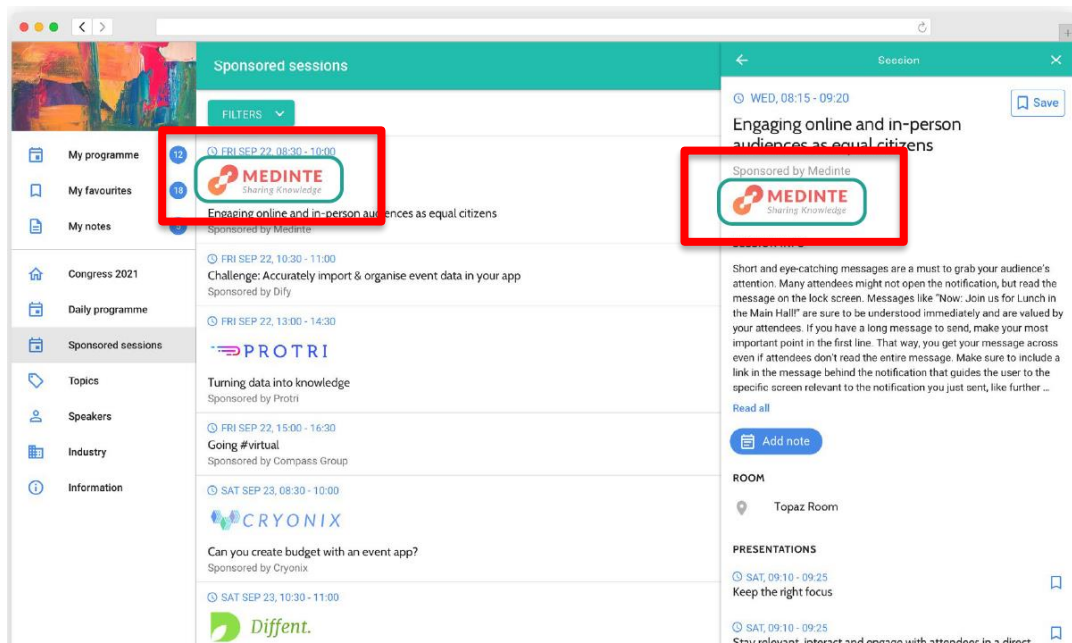 My programme
12
My favourites
18
My notes
Congress 2021
Daily programme
Sponsored sessions
Topics
Speakers
Industry
Information
Sponsored sessions
FILTERS
FRI SEP 22, 08:30 - 10:00
MEDINTE
Sharing Knowledge
Engaging online and in-person audiences as equal citizens
Sponsored by Medinte
FRI SEP 22, 10:30 - 11:00
Challenge: Accurately import & organise event data in your app
Sponsored by Dify
FRI SEP 22, 13:00 - 14:30
PROTRI
Turning data into knowledge
Sponsored by Protri
FRI SEP 22, 15:00 - 16:30
Going #virtual
Sponsored by Compass Group
SAT SEP 23, 08:30 - 10:00
CRYONIX
Can you create budget with an event app?
Sponsored by Cryonix
SAT SEP 23, 10:30 - 11:00
Diffent.
Session
WED, 08:15 - 09:20
Save
Engaging online and in-person
audiences as equal citizens
Sponsored by Medinte
MEDINTE
Sharing Knowledge
SESSION INFO
Short and eye-catching messages are a must to grab your audience's
attention. Many attendees might not open the notification, but read the
message on the lock screen. Messages like "Now: Join us for Lunch in
the Main Hall!" are sure to be understood immediately and are valued by
your attendees. If you have a long message to send, make your most
important point in the first line. That way, you get your message across
even if attendees don't read the entire message. Make sure to include a
link in the message behind the notification that guides the user to the
specific screen relevant to the notification you just sent, like further ...
Read all
Add note
ROOM
Topaz Room
PRESENTATIONS
SAT, 09:10 - 09:25
Keep the right focus
SAT, 09:10 - 09:25
Stay relevant, interact and engage with attendees in a direct